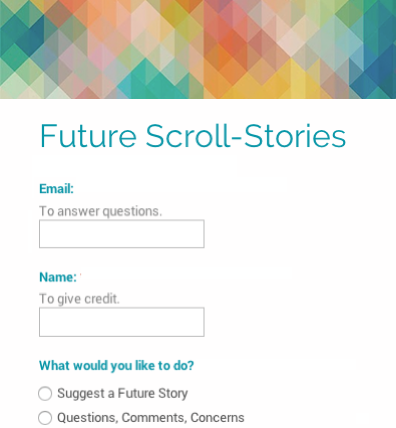 Future Scroll-Stories
Email:
To answer questions.
Name:
To give credit.
What would you like to do?
Suggest a Future Story
Questions, Comments, Concerns